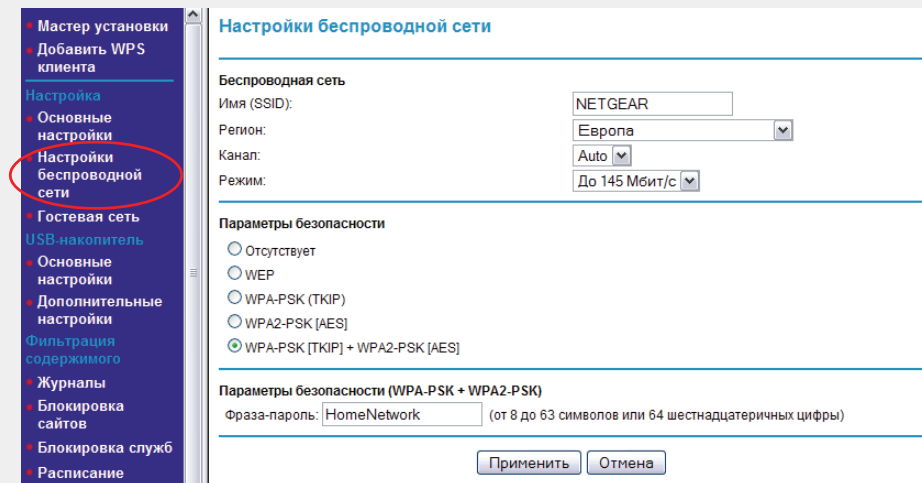 Мастер установки
Добавить WPS
клиента
Настройка
Основные
настройки
Настройки
беспроводной
сети
Гостевая сеть
USB-накопитель
Основные
настройки
Дополнительные
настройки
Фильтрация
содержимого
Журналы
Блокировка
сайтов
Блокировка служб
Расписание
Настройки беспроводной сети
Беспроводная сеть
Имя (SSID): NETGEAR
Регион: Европа
Канал: Auto
Режим: До 145 Мбит/с
Параметры безопасности
Отсутствует
WEP
WPA-PSK (TKIP)
WPA2-PSK [AES]
WPA-PSK [TKIP] + WPA2-PSK [AES]
Параметры безопасности (WPA-PSK + WPA2-PSK)
Фраза-пароль: HomeNetwork (от 8 до 63 символов или 64 шестнадцатеричных цифры)
Применить Отмена